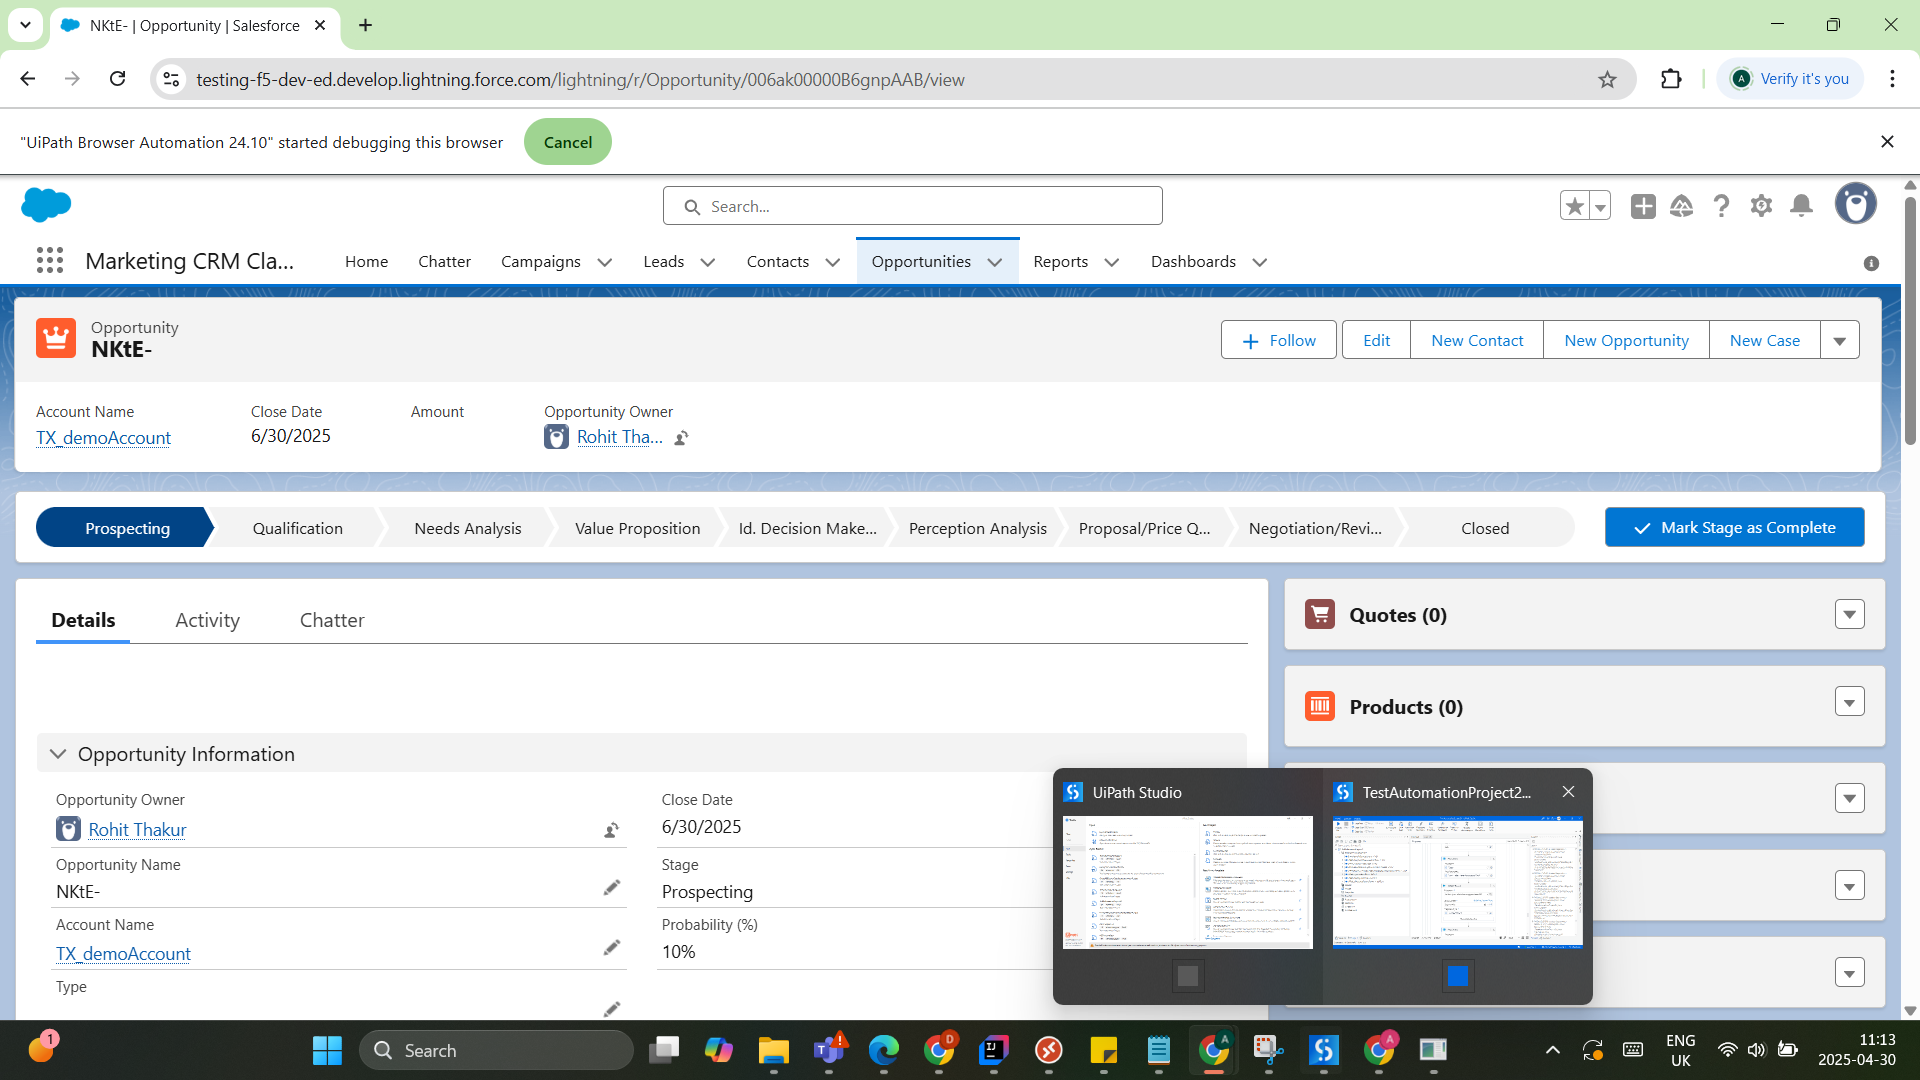 NKtE- | Opportunity | Salesforce
testing-f5-dev-ed.develop.lightning.force.com/lightning/r/Opportunity/006ak00000B6gnpAAB/view
A
Verify it's you
"UiPath Browser Automation 24.10" started debugging this browser
Cancel
Search...
Marketing CRM Cla...
Home
Chatter
Campaigns
Leads
Contacts
Opportunities
Reports
Dashboards
Opportunity
NKtE-
Follow
Edit
New Contact
New Opportunity
New Case
Account Name
Close Date
Amount
Opportunity Owner
TX_demoAccount
6/30/2025
Rohit Tha...
Prospecting
Qualification
Needs Analysis
Value Proposition
Id. Decision Make...
Perception Analysis
Proposal/Price Q...
Negotiation/Revi...
Closed
Mark Stage as Complete
Details
Activity
Chatter
Quotes (0)
Products (0)
Opportunity Information
Opportunity Owner
Rohit Thakur
Close Date
6/30/2025
Opportunity Name
NKtE-
Stage
Prospecting
Account Name
TX_demoAccount
Probability (%)
10%
Type
UiPath Studio
TestAutomationProject2...
1
Search
D
A
A
ENG
UK
11:13
2025-04-30